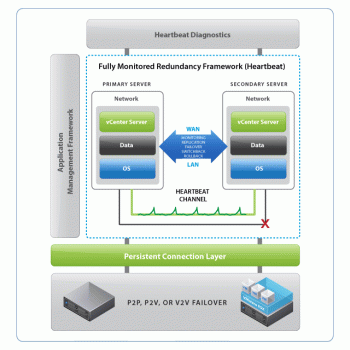 Heartbeat Diagnostics
Application
Management Framework
Fully Monitored Redundancy Framework (Heartbeat)
PRIMARY SERVER
SECONDARY SERVER
Network
Network
vCenter Server
vCenter Server
Data
Data
OS
OS
WAN
MONITORING
REPLICATION
FAILOVER
SWITCHBACK
ROLLBACK
LAN
HEARTBEAT
CHANNEL
X
Persistent Connection Layer
P2P, P2V, OR V2V FAILOVER